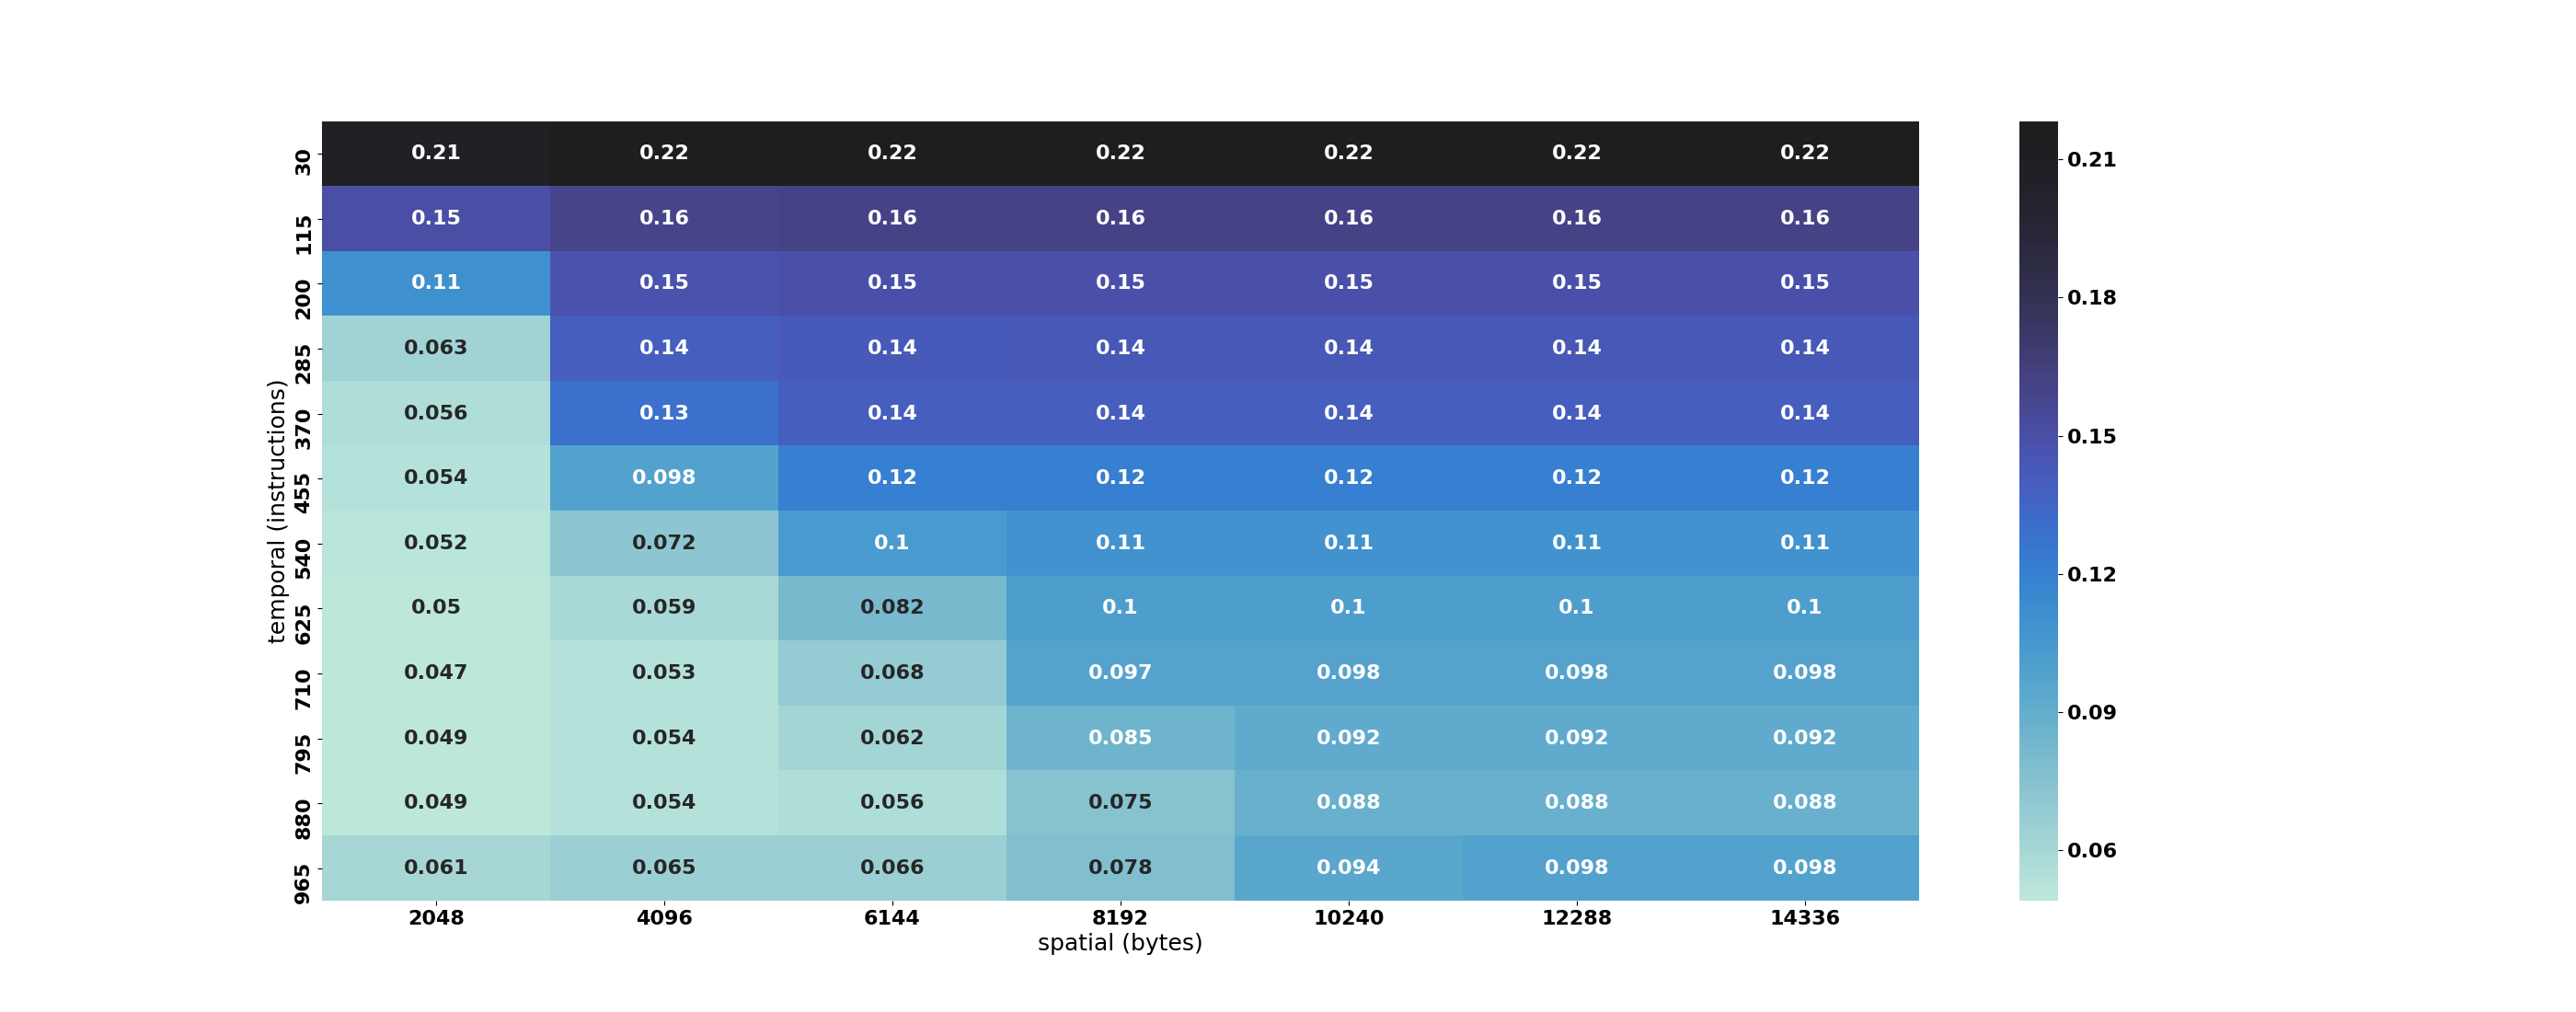 30 0.21 0.22 0.22 0.22 0.22 0.22 0.22
115 0.15 0.16 0.16 0.16 0.16 0.16 0.16
200 0.11 0.15 0.15 0.15 0.15 0.15 0.15
285 0.063 0.14 0.14 0.14 0.14 0.14 0.14
370 0.056 0.13 0.14 0.14 0.14 0.14 0.14
455 0.054 0.098 0.12 0.12 0.12 0.12 0.12
540 0.052 0.072 0.1 0.11 0.11 0.11 0.11
625 0.05 0.059 0.082 0.1 0.1 0.1 0.1
710 0.047 0.053 0.068 0.097 0.098 0.098 0.098
795 0.049 0.054 0.062 0.085 0.092 0.092 0.092
880 0.049 0.054 0.056 0.075 0.088 0.088 0.088
965 0.061 0.065 0.066 0.078 0.094 0.098 0.098
2048 4096 6144 8192 10240 12288 14336
spatial (bytes)
temporal (instructions)
0.21
0.18
0.15
0.12
0.09
0.06